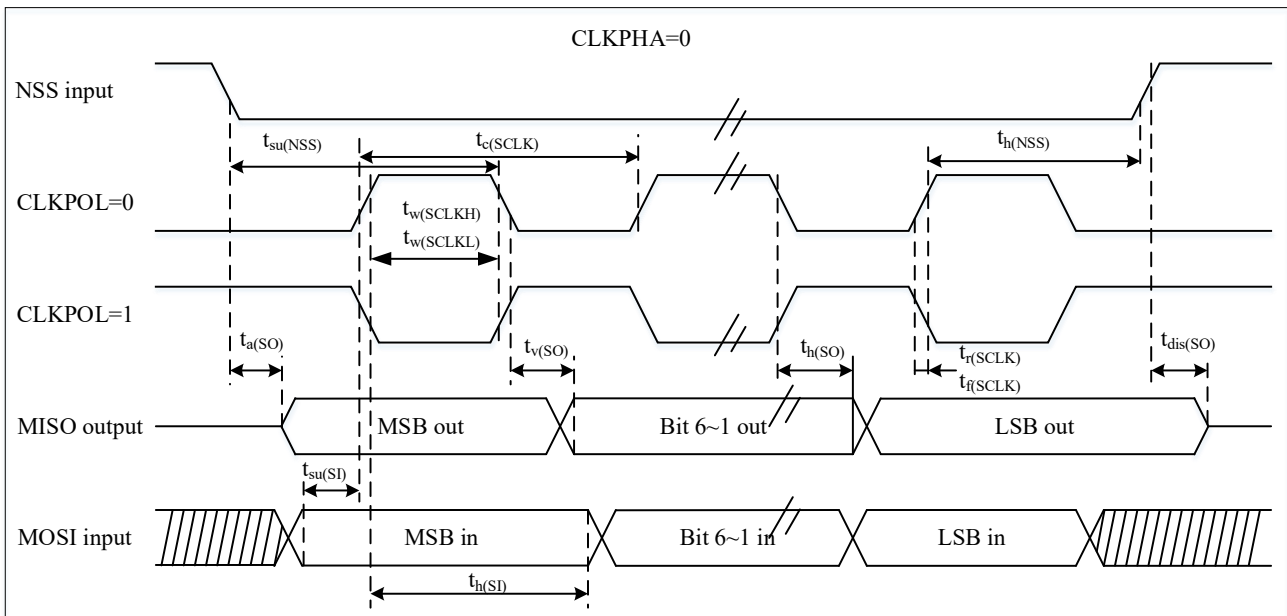 CLKPHA=0
NSS input
tsu(NSS)
tc(SCLK)
th(NSS)
CLKPOL=0
tw(SCLKH)
tw(SCLKL)
CLKPOL=1
ta(SO)
tv(SO)
th(SO)
tr(SCLK)
tf(SCLK)
tdis(SO)
MISO output
MSB out
Bit 6~1 out
LSB out
tsu(SI)
MOSI input
MSB in
Bit 6~1 in
LSB in
th(SI)